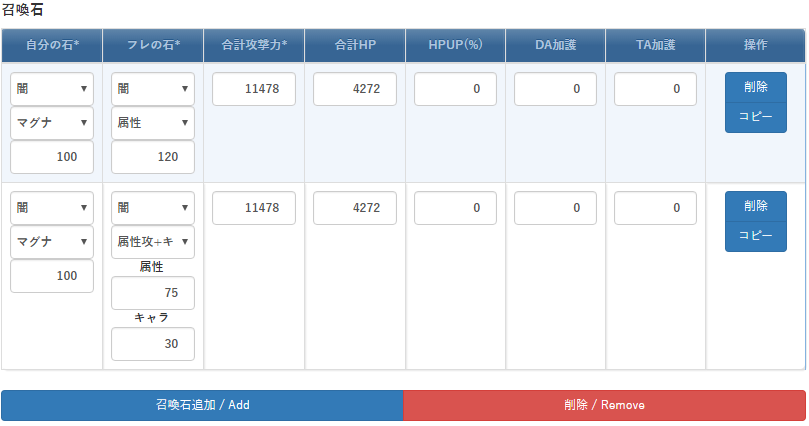 召喚石
自分の石* フレの石* 合計攻撃力* 合計HP HPUP(%) DA加護 TA加護 操作
闇 闇 11478 4272 0 0 0 削除
マグナ 属性 コピー
100 120
闇 闇 11478 4272 0 0 0 削除
マグナ 属性攻+キ コピー
属性
100 75
キャラ
30
召喚石追加 / Add 削除 / Remove